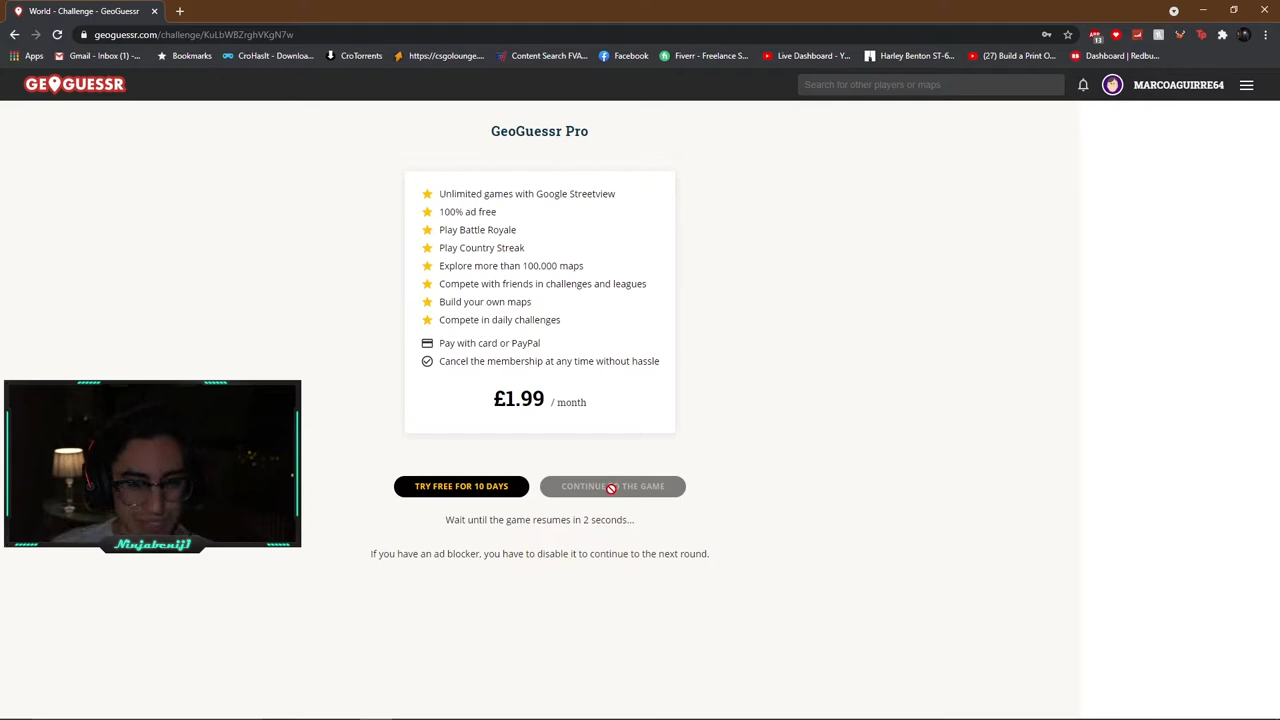 World - Challenge - GeoGuessr
geoguessr.com/challenge/KuLbWBZrghVKgN7w
Apps
Gmail - Inbox (1) - m...
Bookmarks
CroHasIt - Downloa...
CroTorrents
https://csgolounge....
Content Search FVA...
Facebook
Fiverr - Freelance S...
Live Dashboard - Y...
Harley Benton ST-6...
(27) Build a Print O...
Dashboard | Redbu...
13
GEOGUESSR
Search for other players or maps
MARCOAGUIRRE64
GeoGuessr Pro
Unlimited games with Google Streetview
100% ad free
Play Battle Royale
Play Country Streak
Explore more than 100,000 maps
Compete with friends in challenges and leagues
Build your own maps
Compete in daily challenges
Pay with card or PayPal
Cancel the membership at any time without hassle
£1.99 / month
TRY FREE FOR 10 DAYS
CONTINUE TO THE GAME
Wait until the game resumes in 2 seconds...
If you have an ad blocker, you have to disable it to continue to the next round.
Ninjabenij1